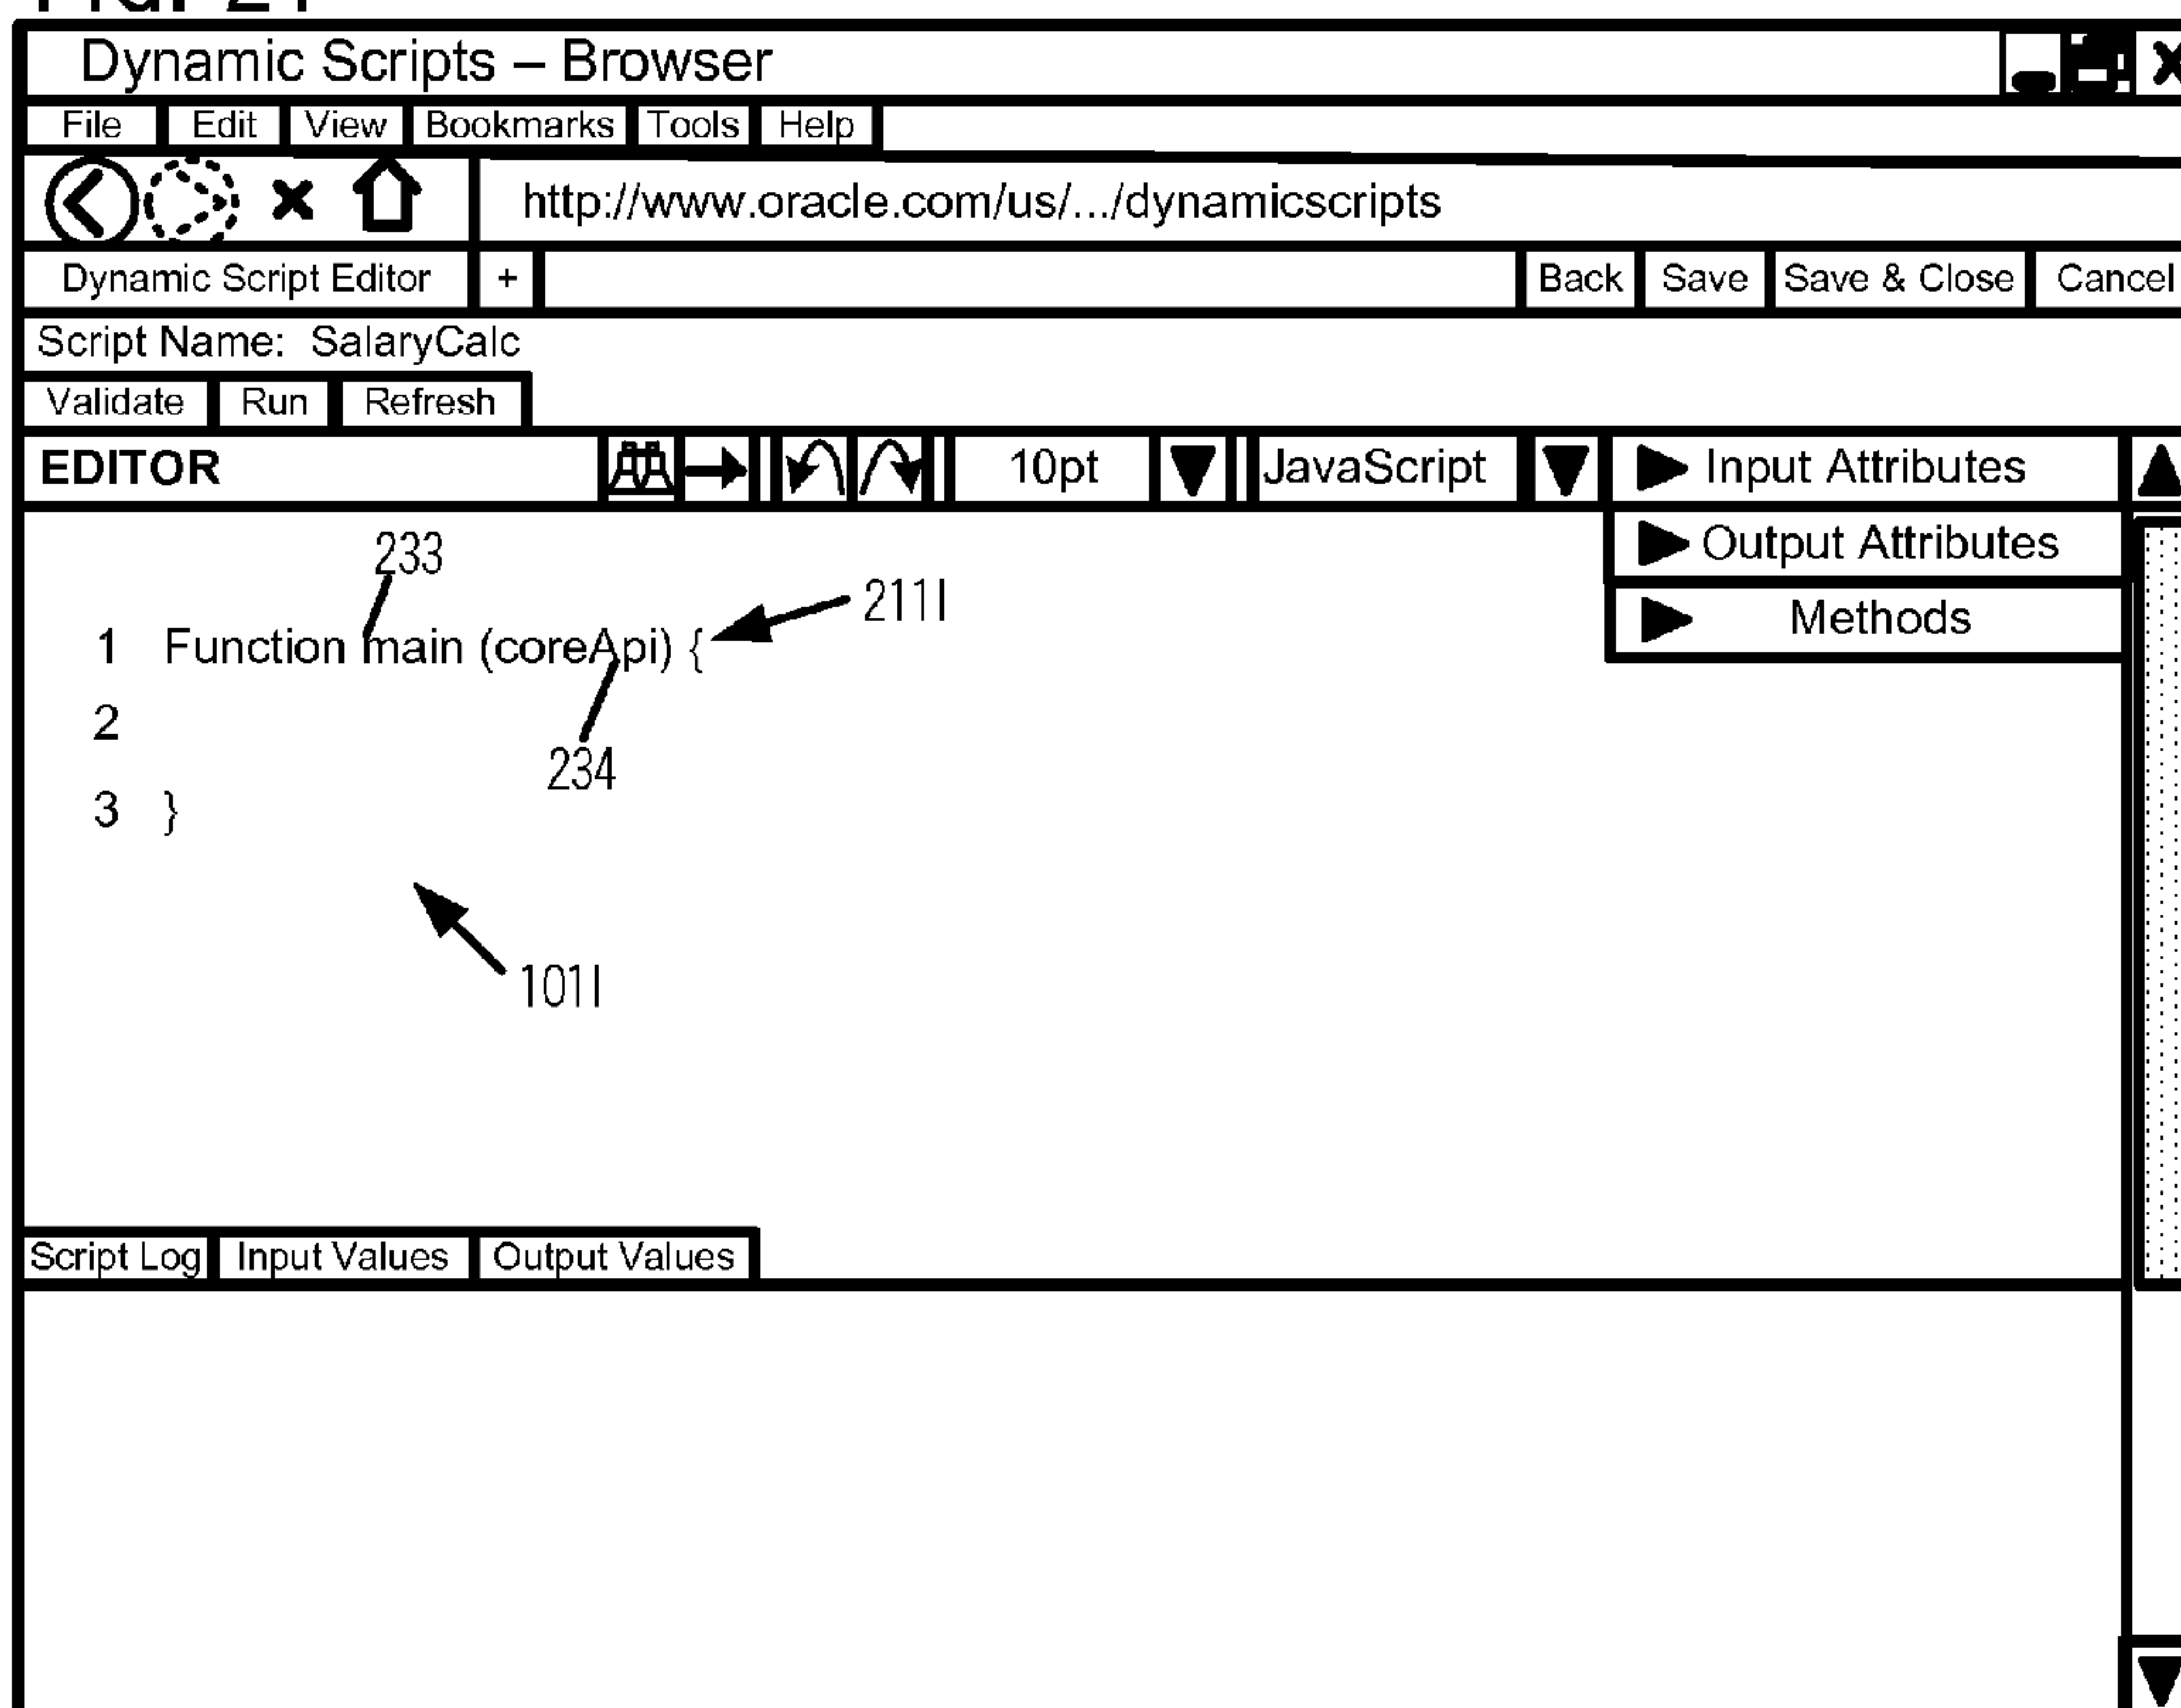 Dynamic Scripts – Browser
File Edit View Bookmarks Tools Help
http://www.oracle.com/us/.../dynamicscripts
Dynamic Script Editor + Back Save Save & Close Cancel
Script Name: SalaryCalc
Validate Run Refresh
EDITOR 10pt JavaScript Input Attributes
Output Attributes
Methods
233
211I
1 Function main (coreApi) {
2
234
3 }
101I
Script Log Input Values Output Values